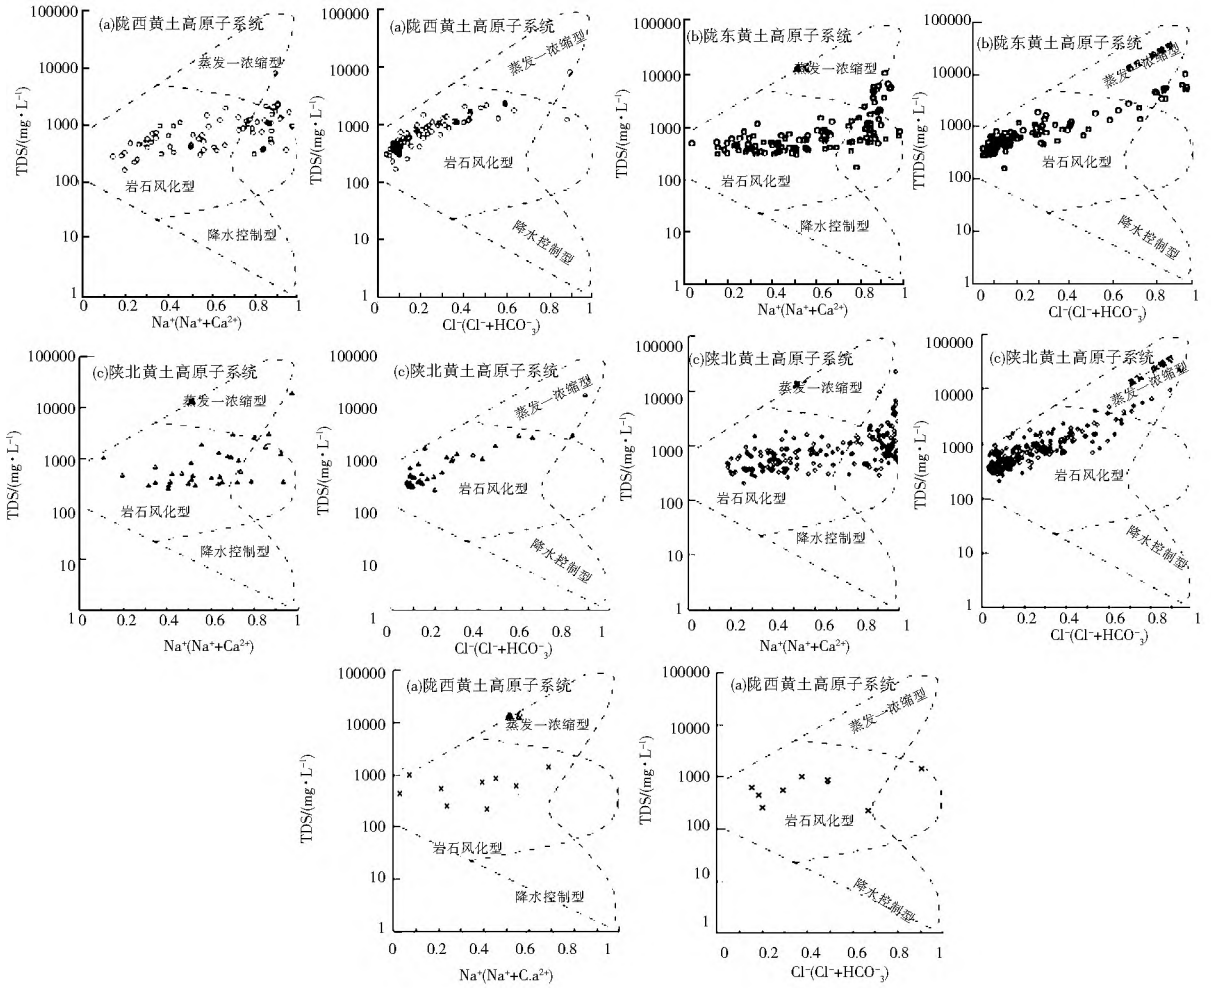 100000
10000
1000
100
10
1
TDS/(mg·L⁻¹)
(a)陇西黄土高原子系统
蒸发一浓缩型
岩石风化型
降水控制型
0 0.2 0.4 0.6 0.8 1
Na⁺(Na⁺+Ca²⁺)
100000
10000
1000
100
10
1
TDS/(mg·L⁻¹)
(a)陇西黄土高原子系统
蒸发一浓缩型
岩石风化型
降水控制型
0 0.2 0.4 0.6 0.8 1
Cl⁻(Cl⁻+HCO⁻₃)
100000
10000
1000
100
10
1
TDS/(mg·L⁻¹)
(b)陇东黄土高原子系统
蒸发一浓缩型
岩石风化型
降水控制型
0 0.2 0.4 0.6 0.8 1
Na⁺(Na⁺+Ca²⁺)
100000
10000
1000
100
10
1
TTDS/(mg·L⁻¹)
(b)陇东黄土高原子系统
蒸发一浓缩型
岩石风化型
降水控制型
0 0.2 0.4 0.6 0.8 1
Cl⁻(Cl⁻+HCO⁻₃)
100000
10000
1000
100
10
1
TDS/(mg·L⁻¹)
(c)陕北黄土高原子系统
蒸发一浓缩型
岩石风化型
降水控制型
0 0.2 0.4 0.6 0.8 1
Na⁺(Na⁺+Ca²⁺)
100000
10000
1000
100
10
1
TDS/(mg·L⁻¹)
(c)陕北黄土高原子系统
蒸发一浓缩型
岩石风化型
降水控制型
0 0.2 0.4 0.6 0.8 1
Cl⁻(Cl⁻+HCO⁻₃)
100000
10000
1000
100
10
1
TDS/(mg·L⁻¹)
(c)陕北黄土高原子系统
蒸发一浓缩型
岩石风化型
降水控制型
0 0.2 0.4 0.6 0.8 1
Na⁺(Na⁺+Ca²⁺)
100000
10000
1000
100
10
1
TDS/(mg·L⁻¹)
(c)陕北黄土高原子系统
蒸发一浓缩型
岩石风化型
降水控制型
0 0.2 0.4 0.6 0.8 1
Cl⁻(Cl⁻+HCO⁻₃)
100000
10000
1000
100
10
1
TDS/(mg·L⁻¹)
(a)陇西黄土高原子系统
蒸发一浓缩型
岩石风化型
降水控制型
0 0.2 0.4 0.6 0.8 1
Na⁺(Na⁺+C.a²⁺)
100000
10000
1000
100
10
1
TDS/(mg·L⁻¹)
(a)陇西黄土高原子系统
蒸发一浓缩型
岩石风化型
降水控制型
0 0.2 0.4 0.6 0.8 1
Cl⁻(Cl⁻+HCO⁻₃)